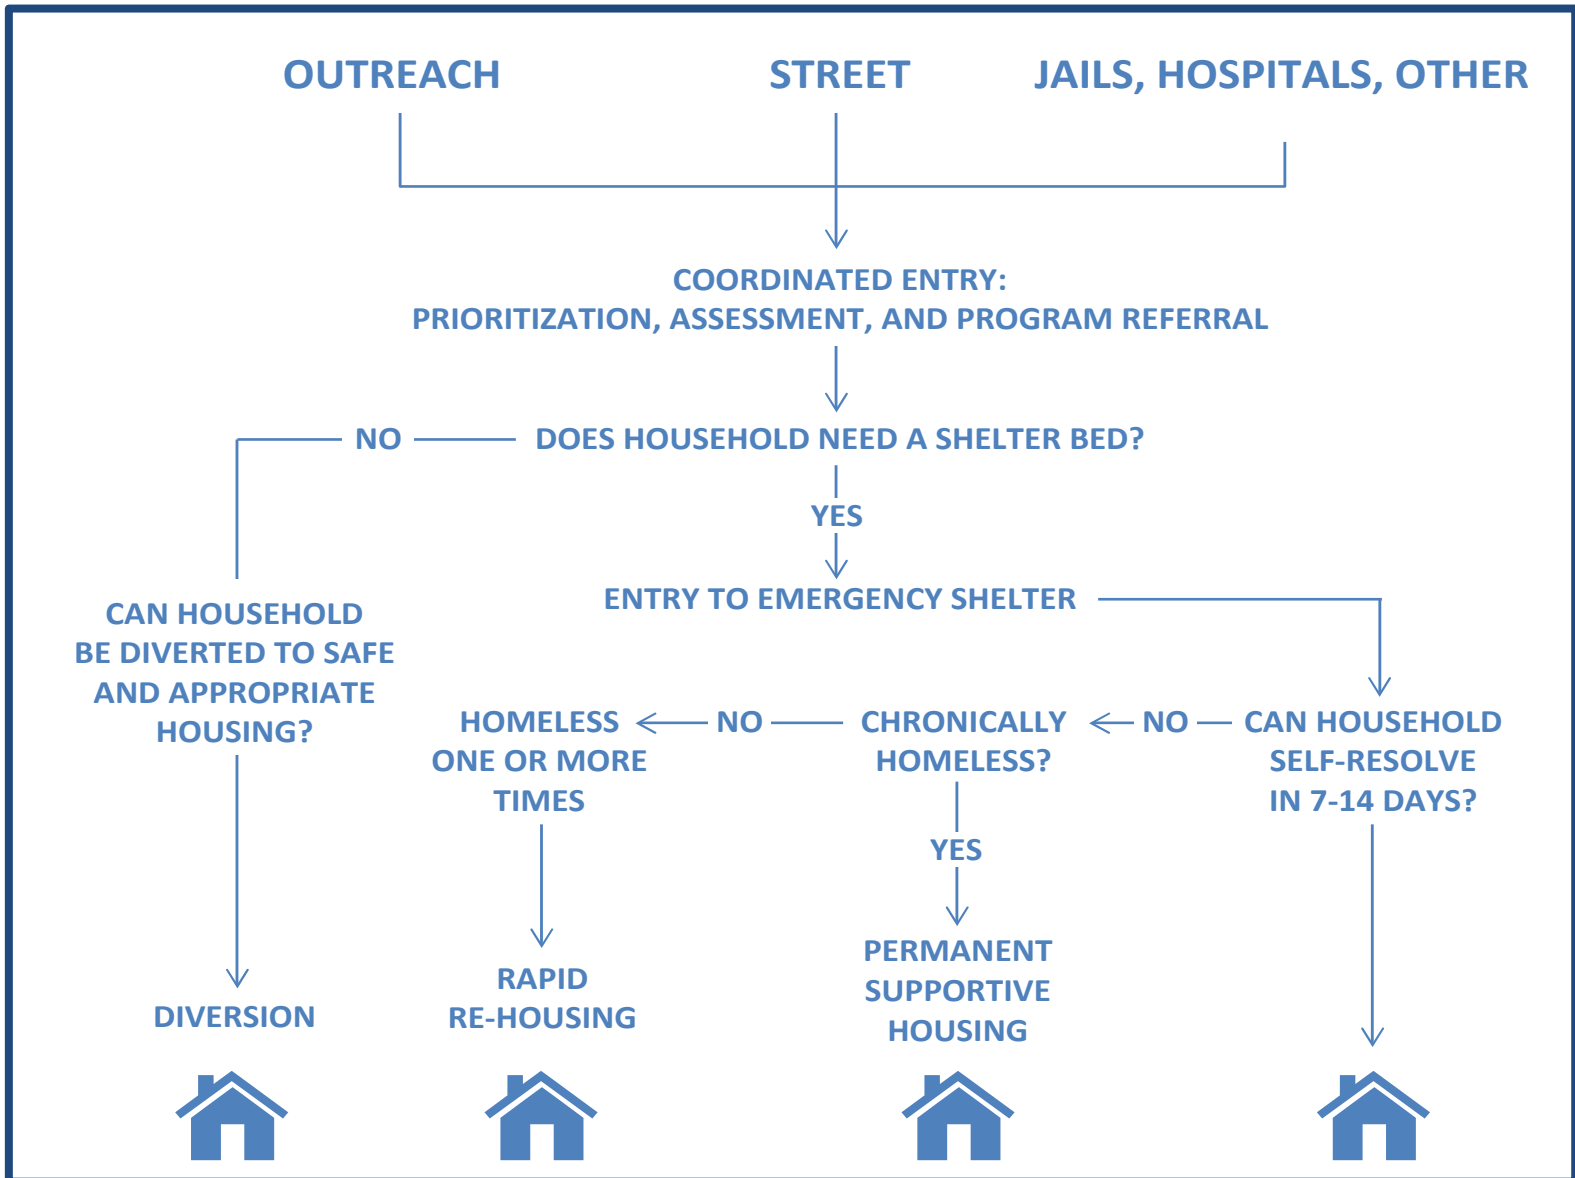 OUTREACH
STREET
JAILS, HOSPITALS, OTHER
COORDINATED ENTRY:
PRIORITIZATION, ASSESSMENT, AND PROGRAM REFERRAL
NO
DOES HOUSEHOLD NEED A SHELTER BED?
YES
ENTRY TO EMERGENCY SHELTER
CAN HOUSEHOLD
BE DIVERTED TO SAFE
AND APPROPRIATE
HOUSING?
HOMELESS
ONE OR MORE
TIMES
NO
CHRONICALLY
HOMELESS?
NO
CAN HOUSEHOLD
SELF-RESOLVE
IN 7-14 DAYS?
YES
DIVERSION
RAPID
RE-HOUSING
PERMANENT
SUPPORTIVE
HOUSING